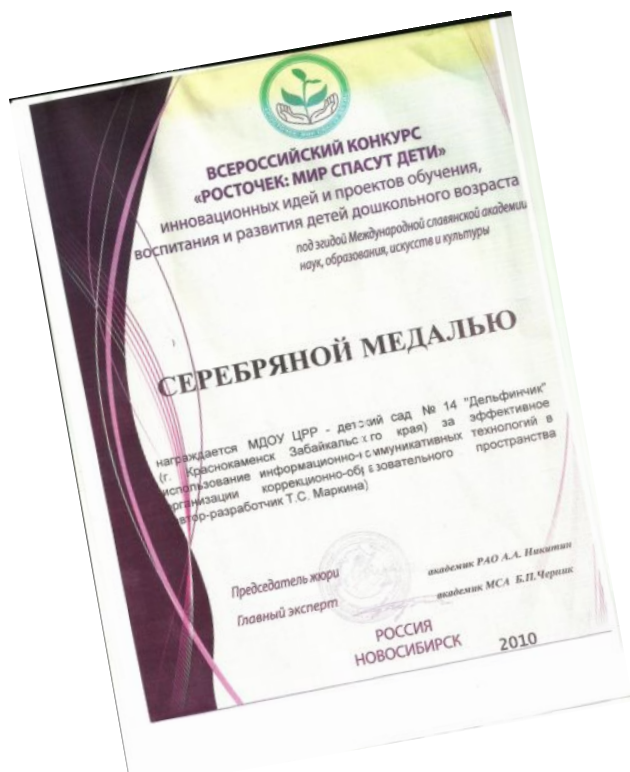 ВСЕРОССИЙСКИЙ КОНКУРС
«РОСТОЧЕК: МИР СПАСУТ ДЕТИ»
инновационных идей и проектов обучения,
воспитания и развития детей дошкольного возраста
под эгидой Международной славянской академии
наук, образования, искусств и культуры
СЕРЕБРЯНОЙ МЕДАЛЬЮ
награждается МДОУ ЦРР - детский сад № 14 "Дельфинчик"
(г. Краснокаменск Забайкальского края) за эффективное
использование информационно-коммуникативных технологий в
организации коррекционно-образовательного пространства
(автор-разработчик Т.С. Маркина)
Председатель жюри академик РАО А.А. Никитин
Главный эксперт академик МСА Б.П.Черник
РОССИЯ
НОВОСИБИРСК 2010